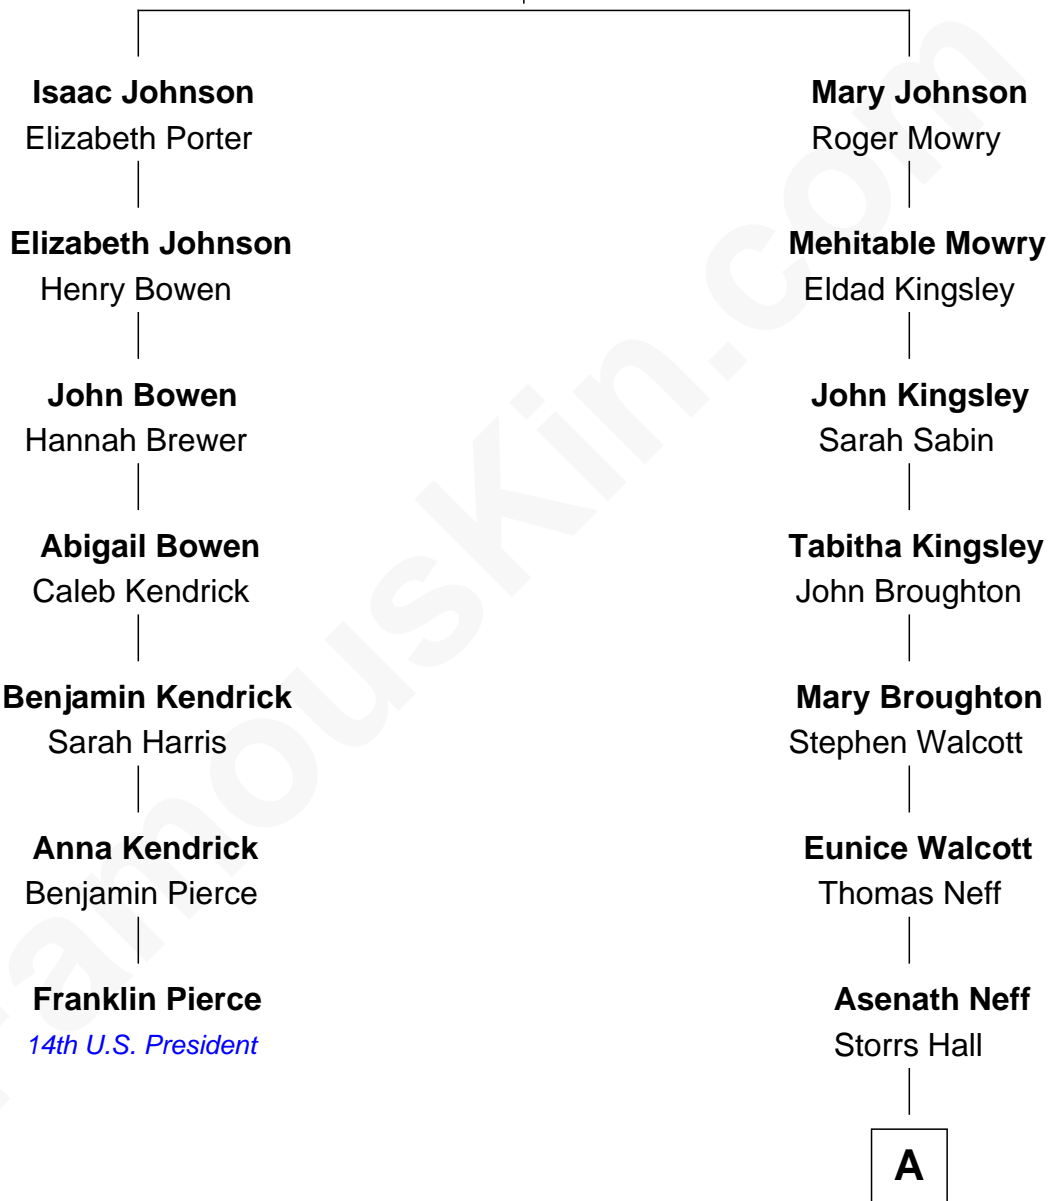 Isaac Johnson
Elizabeth Porter
Elizabeth Johnson
Henry Bowen
John Bowen
Hannah Brewer
Abigail Bowen
Caleb Kendrick
Benjamin Kendrick
Sarah Harris
Anna Kendrick
Benjamin Pierce
Franklin Pierce
14th U.S. President
Mary Johnson
Roger Mowry
Mehitable Mowry
Eldad Kingsley
John Kingsley
Sarah Sabin
Tabitha Kingsley
John Broughton
Mary Broughton
Stephen Walcott
Eunice Walcott
Thomas Neff
Asenath Neff
Storrs Hall
A
FamousKin.com